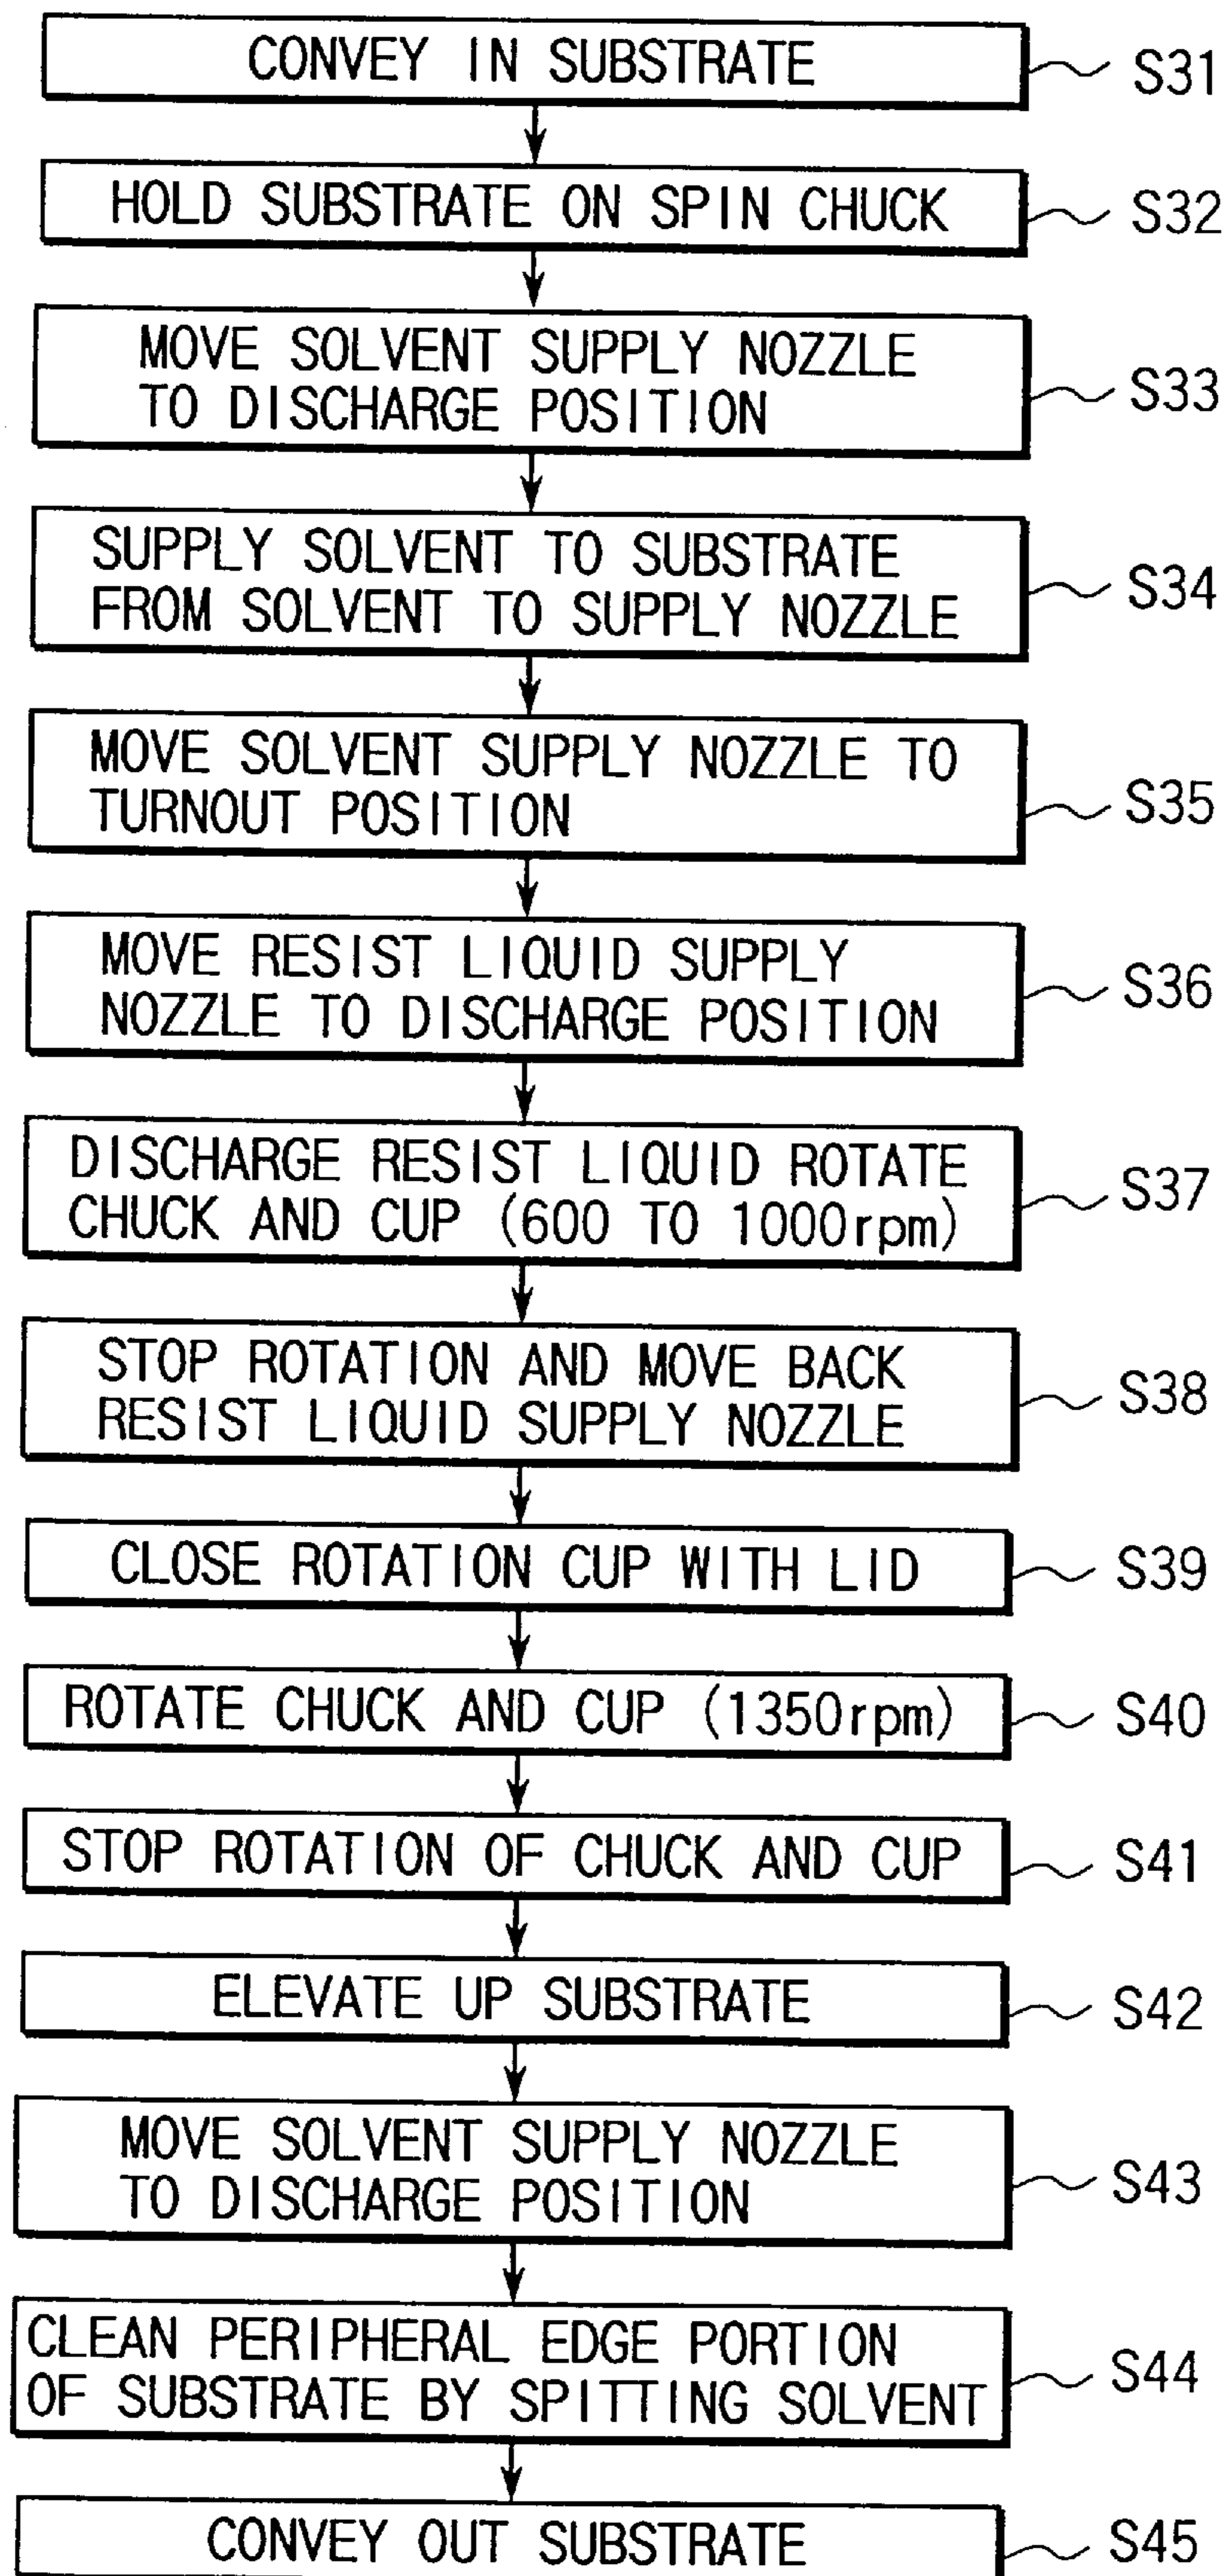 CONVEY IN SUBSTRATE
S31
HOLD SUBSTRATE ON SPIN CHUCK
S32
MOVE SOLVENT SUPPLY NOZZLE
TO DISCHARGE POSITION
S33
SUPPLY SOLVENT TO SUBSTRATE
FROM SOLVENT TO SUPPLY NOZZLE
S34
MOVE SOLVENT SUPPLY NOZZLE TO
TURNOUT POSITION
S35
MOVE RESIST LIQUID SUPPLY
NOZZLE TO DISCHARGE POSITION
S36
DISCHARGE RESIST LIQUID ROTATE
CHUCK AND CUP (600 TO 1000rpm)
S37
STOP ROTATION AND MOVE BACK
RESIST LIQUID SUPPLY NOZZLE
S38
CLOSE ROTATION CUP WITH LID
S39
ROTATE CHUCK AND CUP (1350rpm)
S40
STOP ROTATION OF CHUCK AND CUP
S41
ELEVATE UP SUBSTRATE
S42
MOVE SOLVENT SUPPLY NOZZLE
TO DISCHARGE POSITION
S43
CLEAN PERIPHERAL EDGE PORTION
OF SUBSTRATE BY SPITTING SOLVENT
S44
CONVEY OUT SUBSTRATE
S45